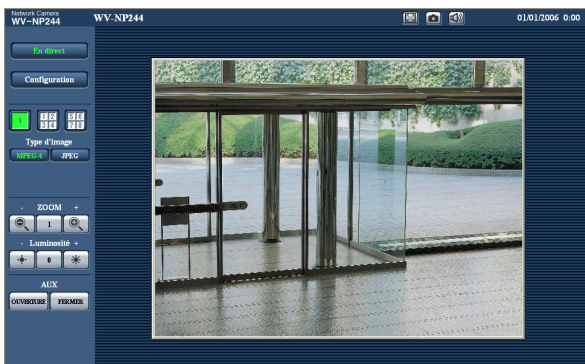 Network Camera
WV-NP244
WV-NP244
01/01/2006 0:00
En direct
Configuration
1
1 2
3 4
5 6
7 8
Type d'image
MPEG-4 JPEG
- ZOOM +
1
- Luminosité +
0
AUX
OUVERTURE FERMER
OUT